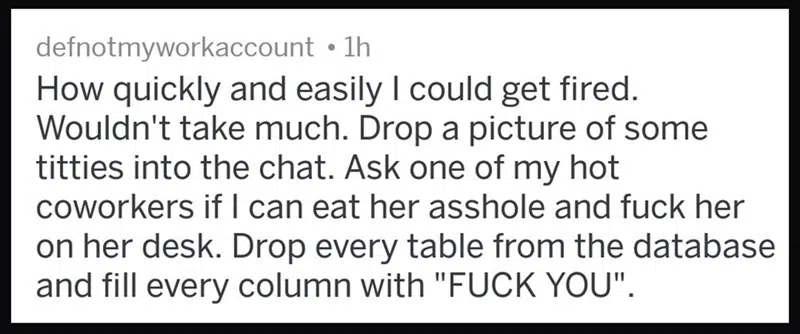 defnotmyworkaccount • 1h
How quickly and easily I could get fired.
Wouldn't take much. Drop a picture of some
titties into the chat. Ask one of my hot
coworkers if I can eat her asshole and fuck her
on her desk. Drop every table from the database
and fill every column with "FUCK YOU".